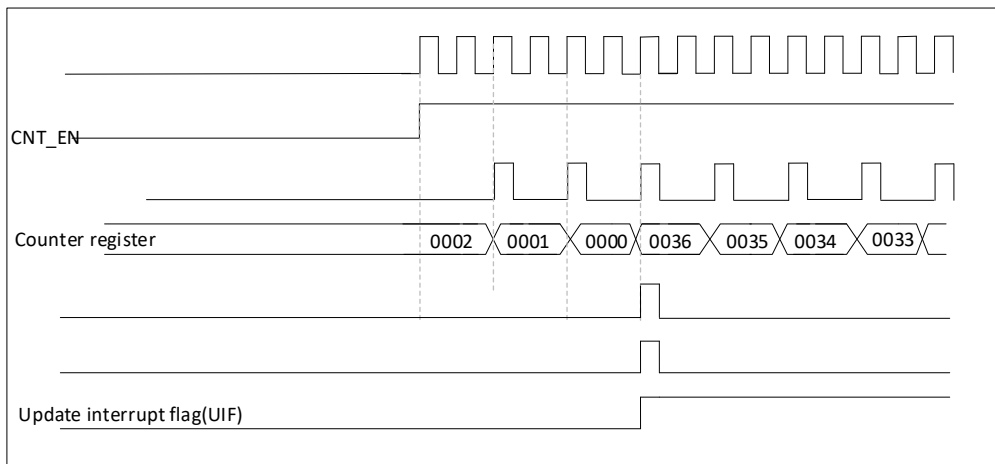 CNT_EN
Counter register 0002 0001 0000 0036 0035 0034 0033
Update interrupt flag(UIF)